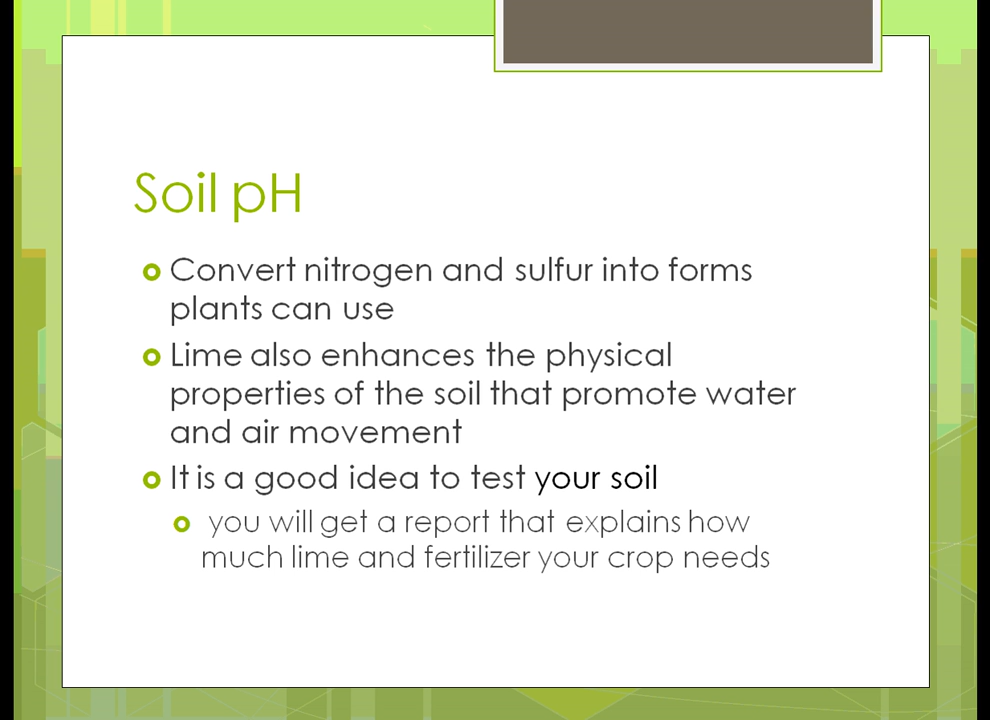 Soil pH
Convert nitrogen and sulfur into forms
plants can use
Lime also enhances the physical
properties of the soil that promote water
and air movement
It is a good idea to test your soil
you will get a report that explains how
much lime and fertilizer your crop needs